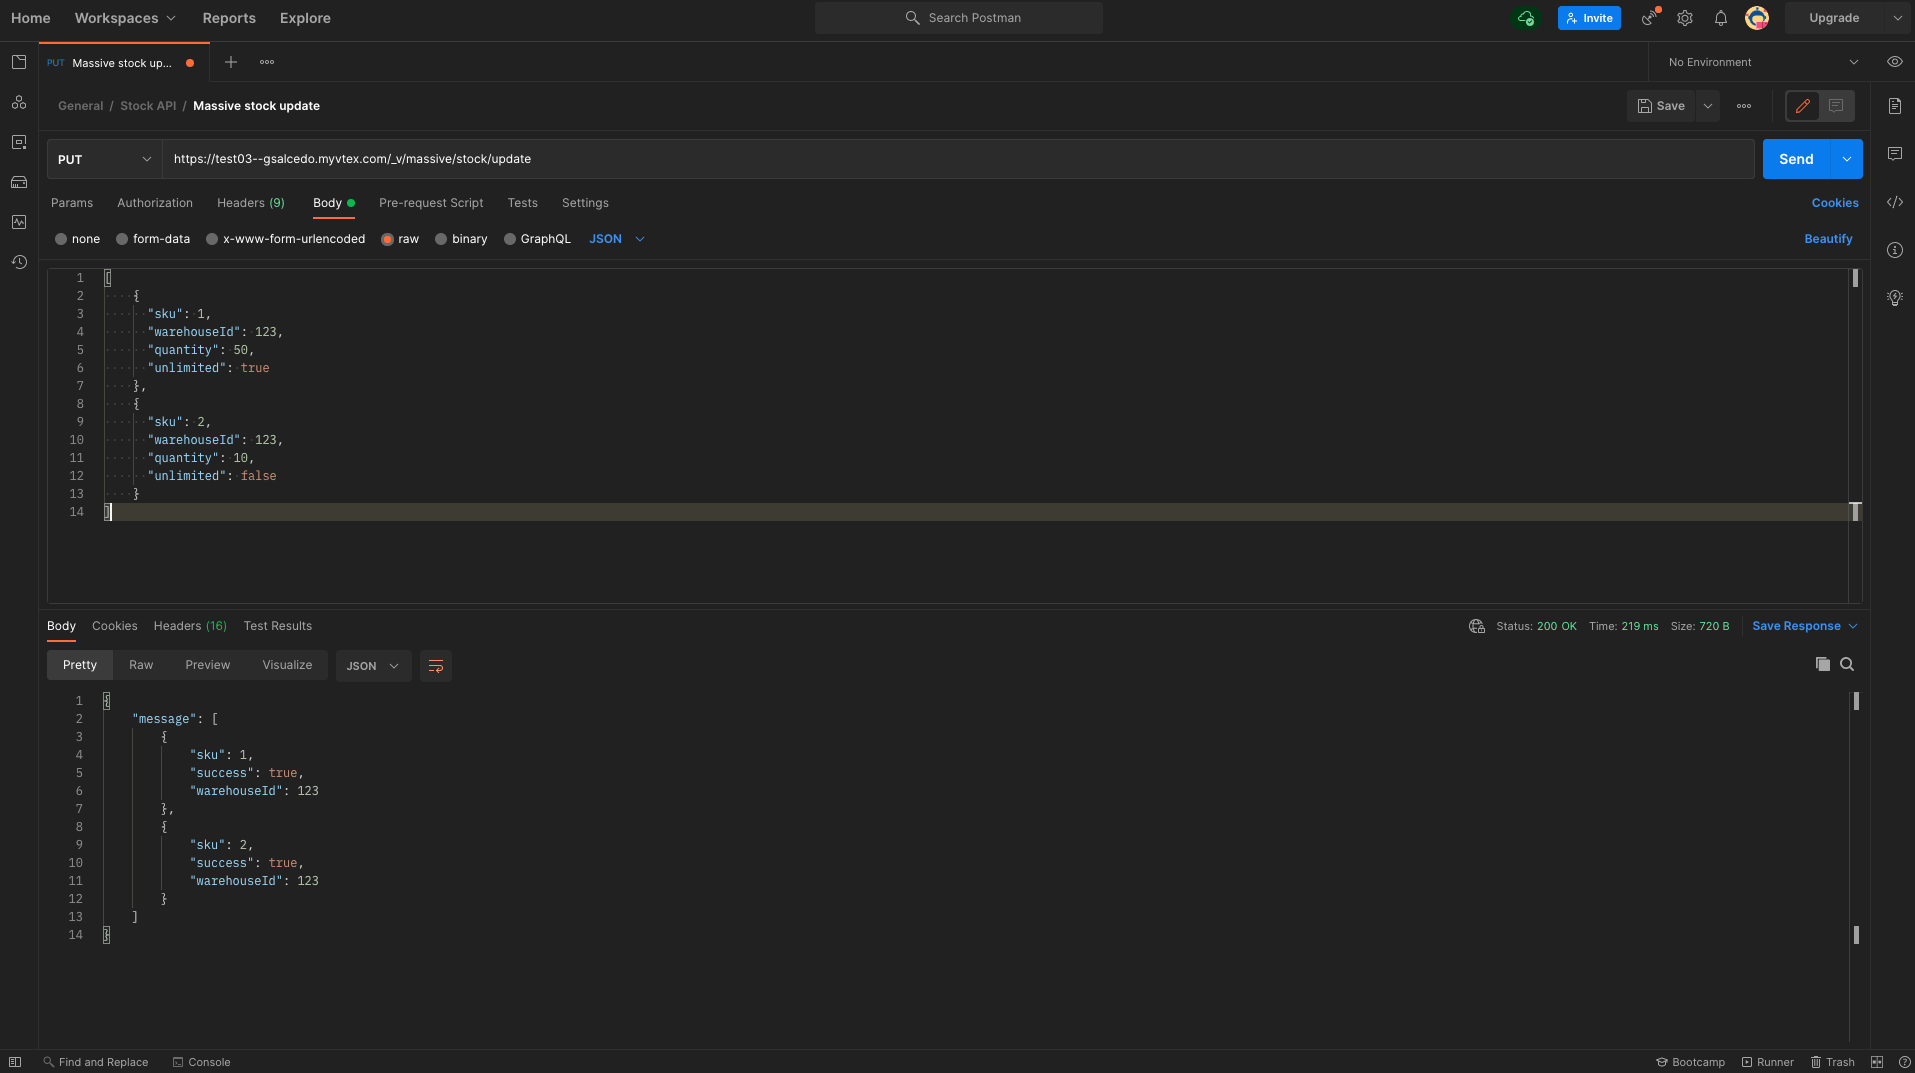 Home Workspaces Reports Explore Search Postman Invite Upgrade
PUT Massive stock up... No Environment
General / Stock API / Massive stock update Save
PUT https://test03--gsalcedo.myvtex.com/_v/massive/stock/update Send
Params Authorization Headers (9) Body Pre-request Script Tests Settings Cookies
none form-data x-www-form-urlencoded raw binary GraphQL JSON Beautify
1 [
2 {
3 "sku": 1,
4 "warehouseId": 123,
5 "quantity": 50,
6 "unlimited": true
7 },
8 {
9 "sku": 2,
10 "warehouseId": 123,
11 "quantity": 10,
12 "unlimited": false
13 }
14 ]
Body Cookies Headers (16) Test Results Status: 200 OK Time: 219 ms Size: 720 B Save Response
Pretty Raw Preview Visualize JSON
1 {
2 "message": [
3 {
4 "sku": 1,
5 "success": true,
6 "warehouseId": 123
7 },
8 {
9 "sku": 2,
10 "success": true,
11 "warehouseId": 123
12 }
13 ]
14 }
Find and Replace Console Bootcamp Runner Trash